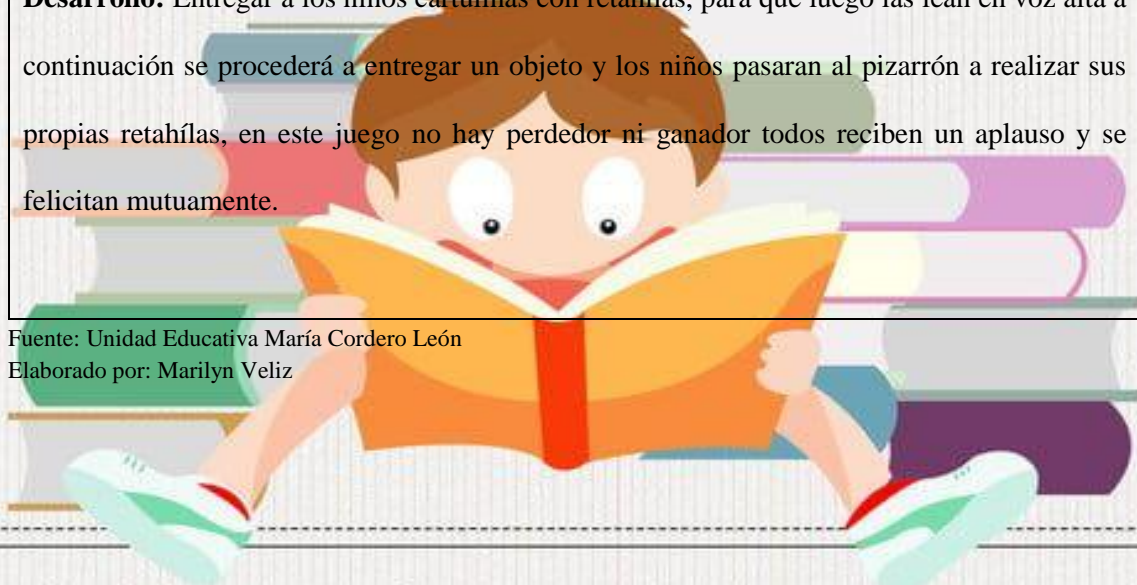 Desarrollo: Entregar a los niños cartulinas con retahílas, para que luego las lean en voz alta a
continuación se procederá a entregar un objeto y los niños pasaran al pizarrón a realizar sus
propias retahílas, en este juego no hay perdedor ni ganador todos reciben un aplauso y se
felicitan mutuamente.
Fuente: Unidad Educativa María Cordero León
Elaborado por: Marilyn Veliz